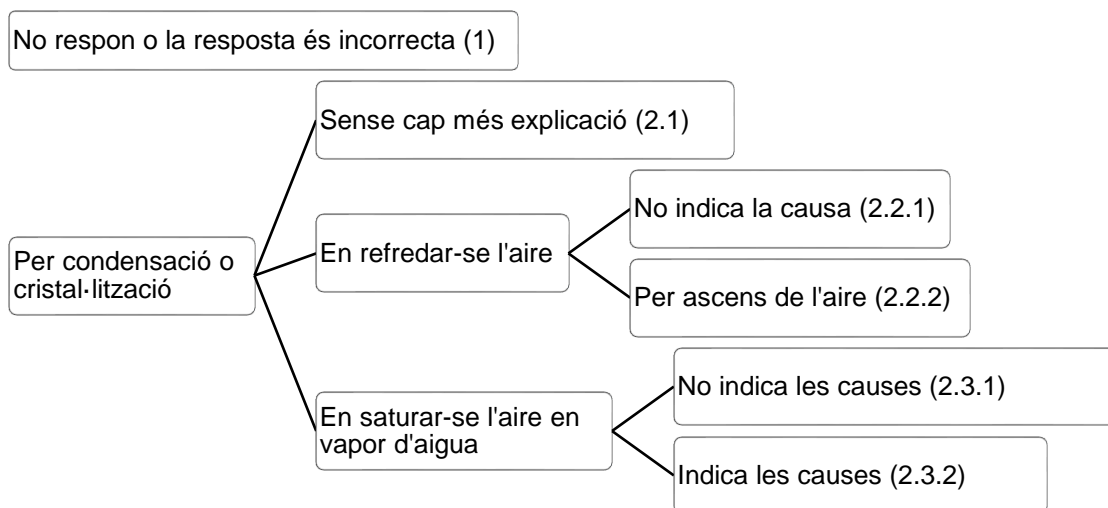 No respon o la resposta és incorrecta (1)
Sense cap més explicació (2.1)
No indica la causa (2.2.1)
Per condensació o
cristal·lització
En refredar-se l'aire
Per ascens de l'aire (2.2.2)
No indica les causes (2.3.1)
En saturar-se l'aire en
vapor d'aigua
Indica les causes (2.3.2)